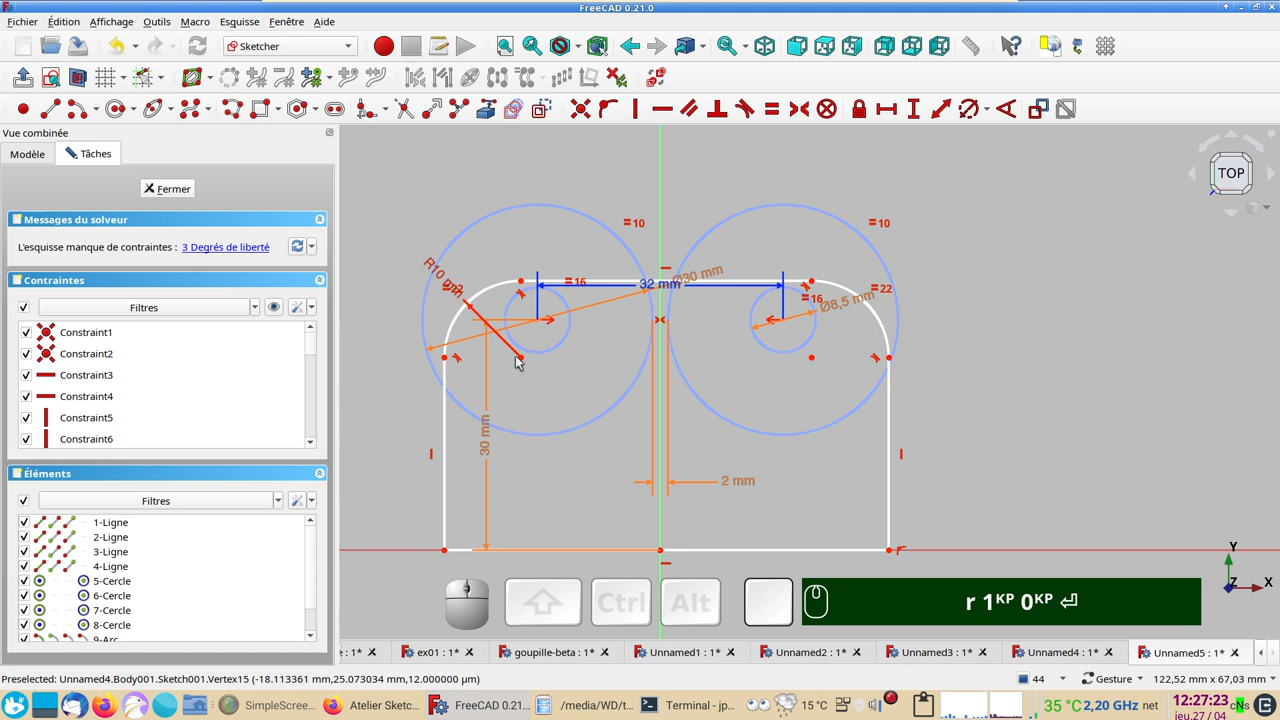 FreeCAD 0.21.0
Fichier Édition Affichage Outils Macro Esquisse Fenêtre Aide
Sketcher
Vue combinée
Modèle Tâches
Fermer
Messages du solveur
L'esquisse manque de contraintes : 3 Degrés de liberté
Contraintes
Filtres
Constraint1
Constraint2
Constraint3
Constraint4
Constraint5
Constraint6
Éléments
Filtres
1-Ligne
2-Ligne
3-Ligne
4-Ligne
5-Cercle
6-Cercle
7-Cercle
8-Cercle
9-Arc
TOP
10
10
R10 mm
16
32 mm
Ø30 mm
16
Ø8,5 mm
22
30 mm
2 mm
Y
Z
X
Ctrl Alt
r 1ᴷᴾ 0ᴷᴾ ⏎
e : 1* ex01 : 1* goupille-beta : 1* Unnamed1 : 1* Unnamed2 : 1* Unnamed3 : 1* Unnamed4 : 1* Unnamed5 : 1*
Preselected: Unnamed4.Body001.Sketch001.Vertex15 (-18.113361 mm,25.073034 mm,12.000000 µm)
44 Gesture 122,52 mm x 67,03 mm
SimpleScree... Atelier Sketc... FreeCAD 0.21... /media/WD/t... Terminal - jp...
15 °C
35 °C 2,20 GHz net
12:27:23
jeu.27 / 04